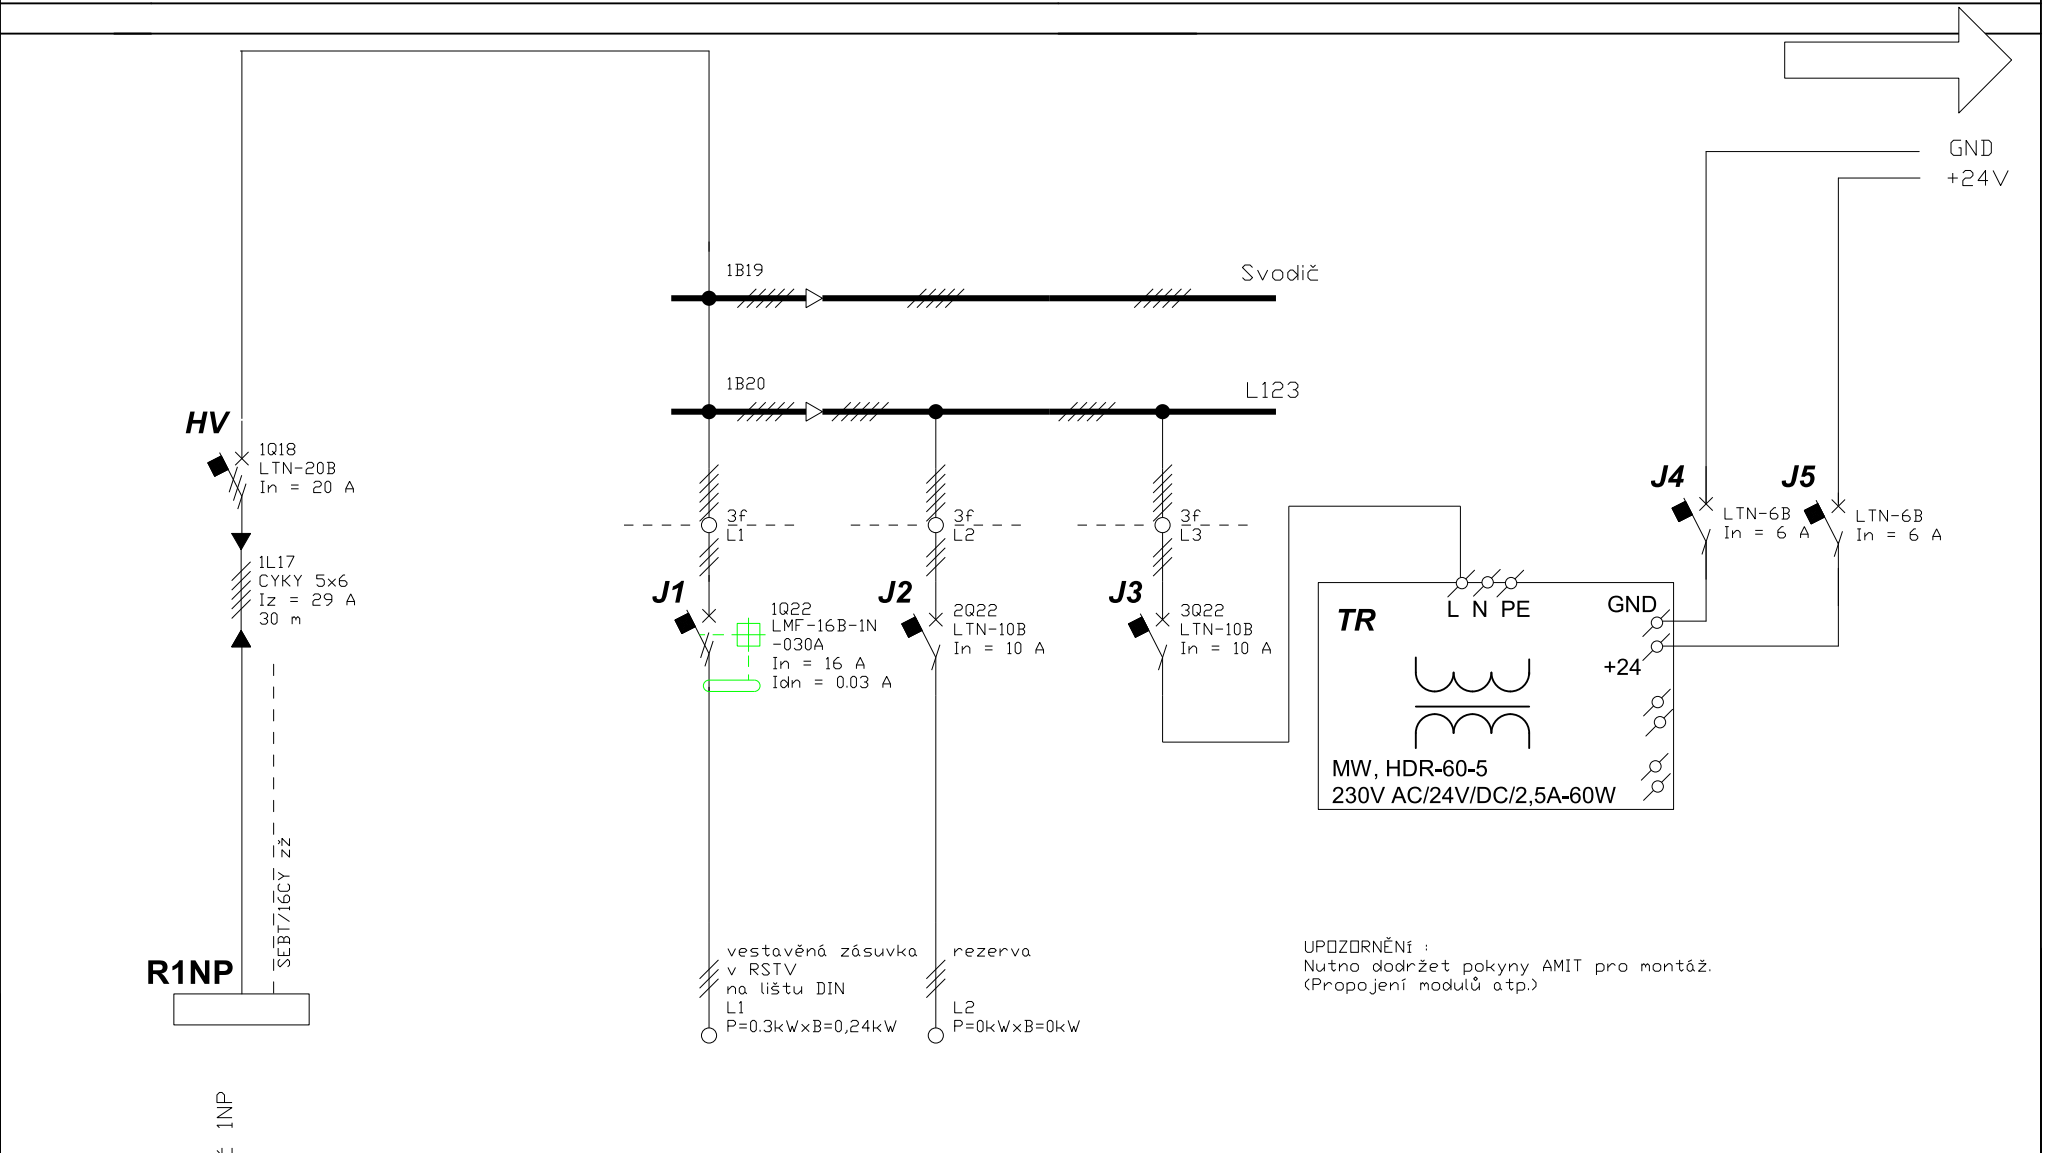 GND
+24V
1B19
Svodič
1B20
L123
HV
1Q18
LTN-20B
In = 20 A
1L17
CYKY 5x6
Iz = 29 A
30 m
3f
L1
3f
L2
3f
L3
J1
1Q22
LMF-16B-1N
-030A
In = 16 A
Idn = 0.03 A
J2
2Q22
LTN-10B
In = 10 A
J3
3Q22
LTN-10B
In = 10 A
J4
LTN-6B
In = 6 A
J5
LTN-6B
In = 6 A
TR
L N PE
GND
+24
MW, HDR-60-5
230V AC/24V/DC/2,5A-60W
SEBT/16CY zž
R1NP
vestavěná zásuvka
v RSTV
na lištu DIN
L1
P=0.3kWxB=0,24kW
rezerva
L2
P=0kWxB=0kW
UPOZORNĚNí :
Nutno dodržet pokyny AMIT pro montáž.
(Propojení modulů atp.)
1NP